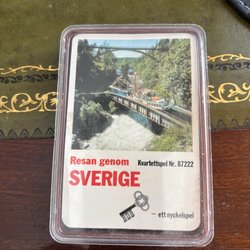 Resan genom Kvartettspel Nr. 87222
SVERIGE
– ett nyckelspel